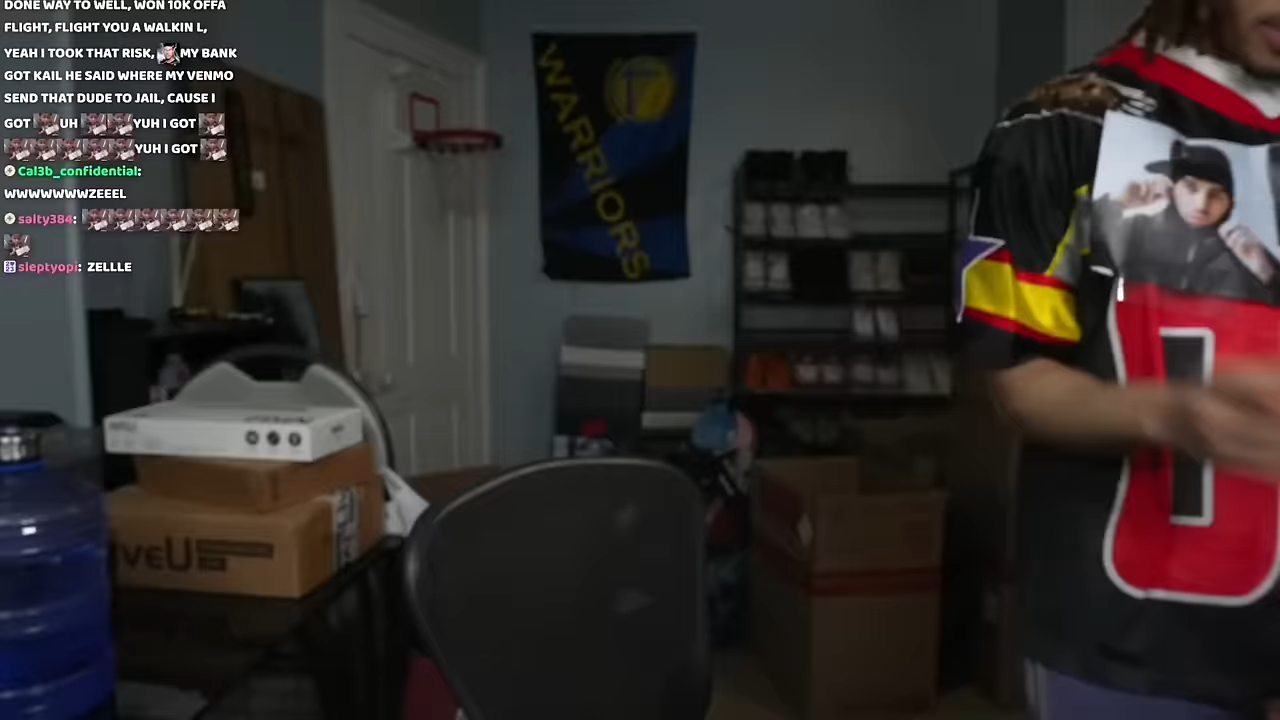 DONE WAY TO WELL, WON 10K OFFA
FLIGHT, FLIGHT YOU A WALKIN L,
YEAH I TOOK THAT RISK, MY BANK
GOT KAIL HE SAID WHERE MY VENMO
SEND THAT DUDE TO JAIL, CAUSE I
GOT UH YUH I GOT
YUH I GOT
Cal3b_confidential:
WWWWWWWZEEEL
salty384:
sleptyopi: ZELLLE
WARRIORS
iveU